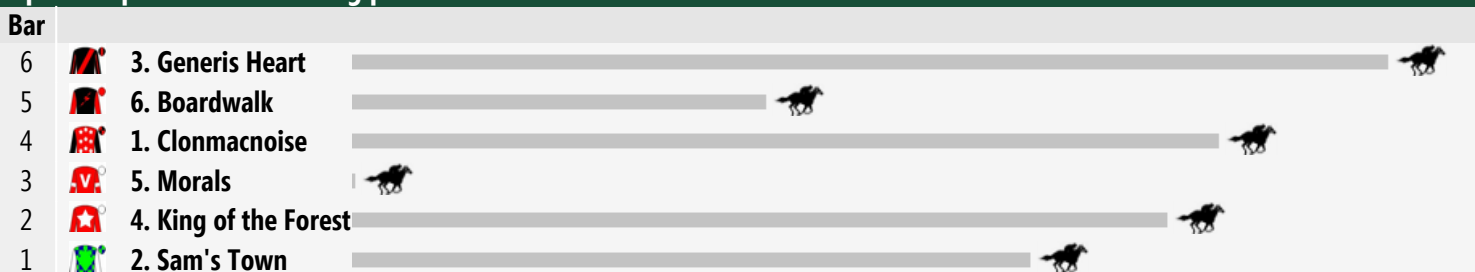 Bar
6 3. Generis Heart
5 6. Boardwalk
4 1. Clonmacnoise
3 V 5. Morals
2 4. King of the Forest
1 2. Sam's Town